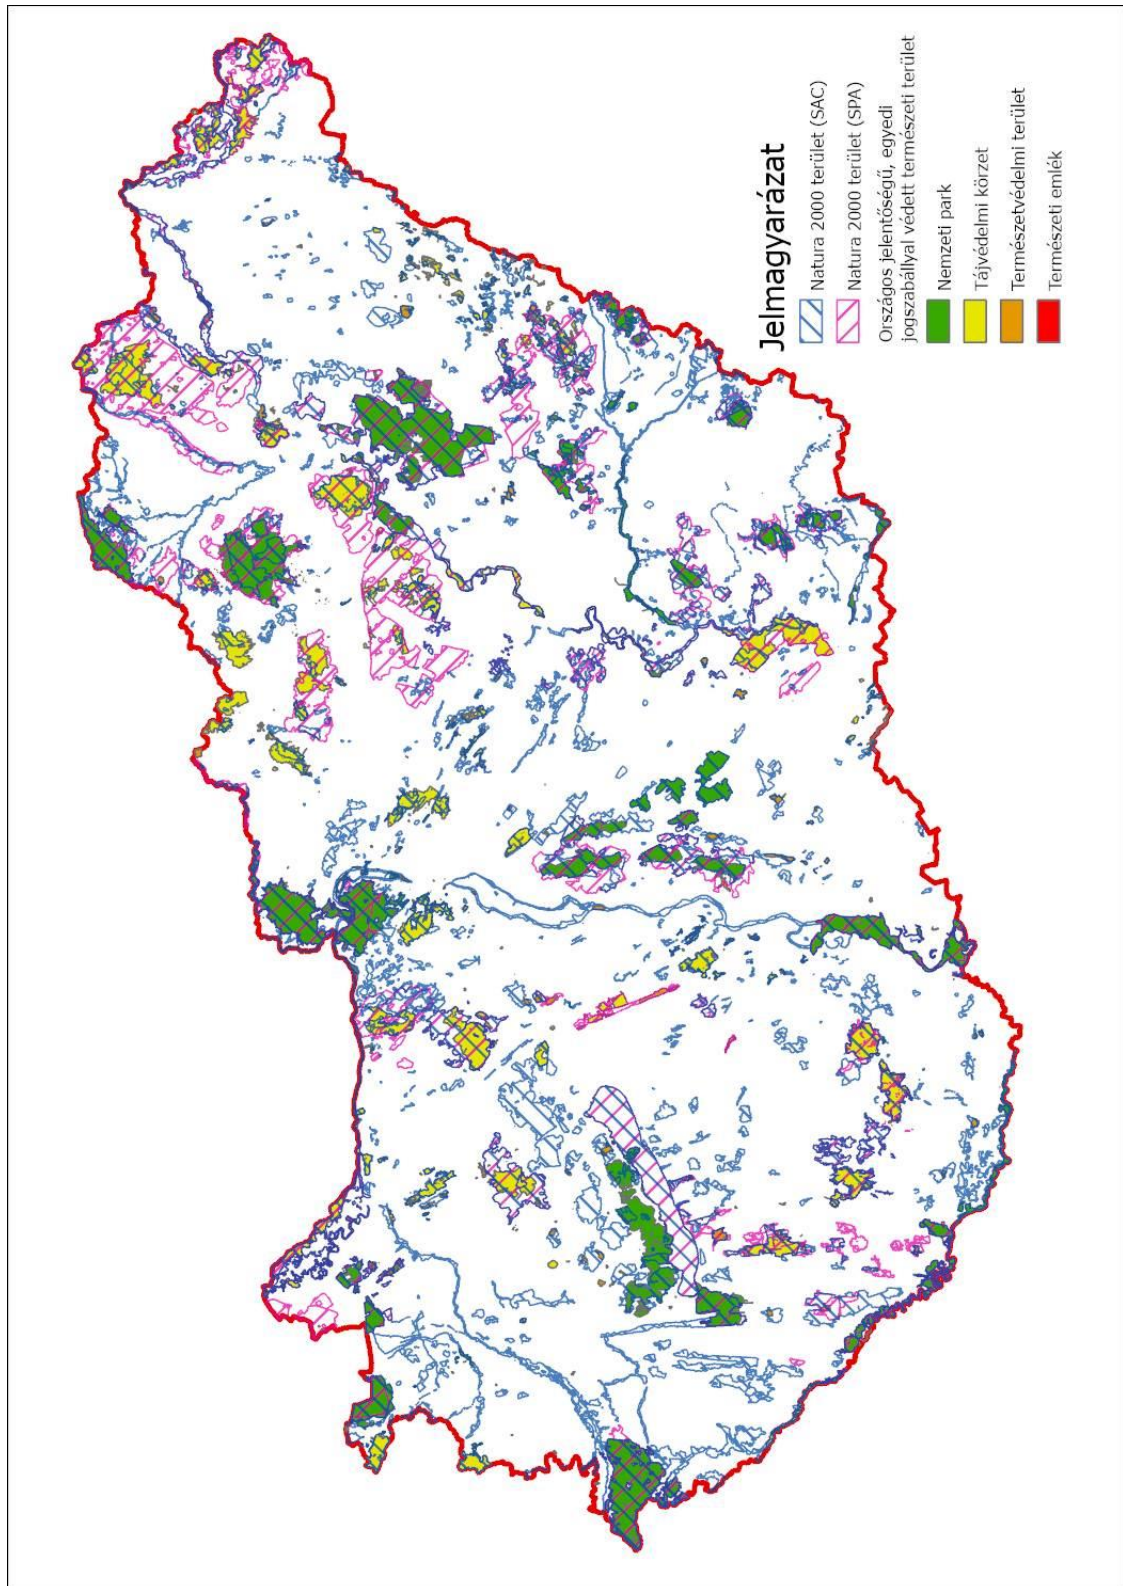 Jelmagyarázat
Natura 2000 terület (SAC)
Natura 2000 terület (SPA)
Országos jelentőségű, egyedi
jogszabállyal védett természeti terület
Nemzeti park
Tájvédelmi körzet
Természetvédelmi terület
Természeti emlék